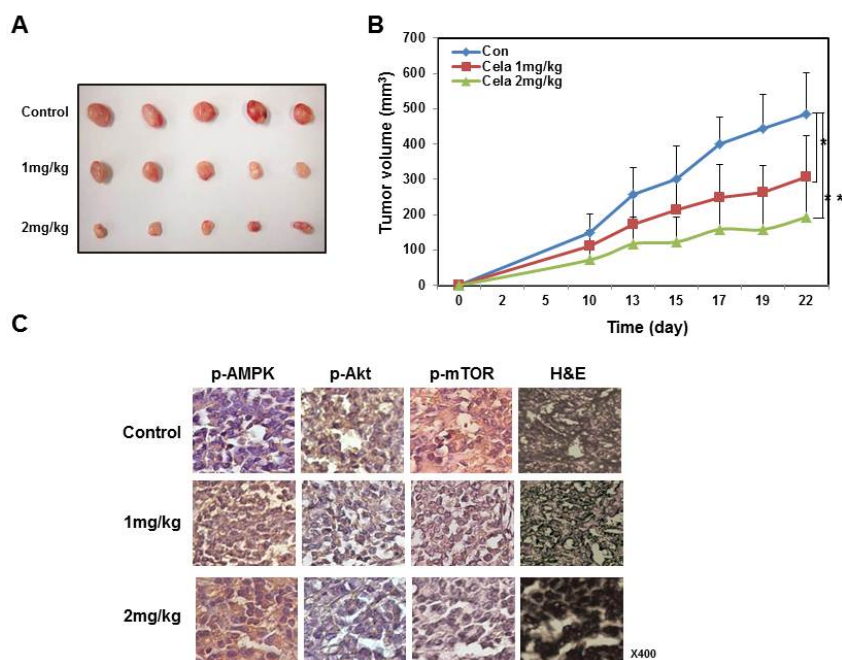 A
Control
1mg/kg
2mg/kg
B
700
600
500
400
300
200
100
0
Tumor volume (mm³)
Con
Cela 1mg/kg
Cela 2mg/kg
*
* *
0 2 5 10 13 15 17 19 22
Time (day)
C
p-AMPK p-Akt p-mTOR H&E
Control
1mg/kg
2mg/kg
X400